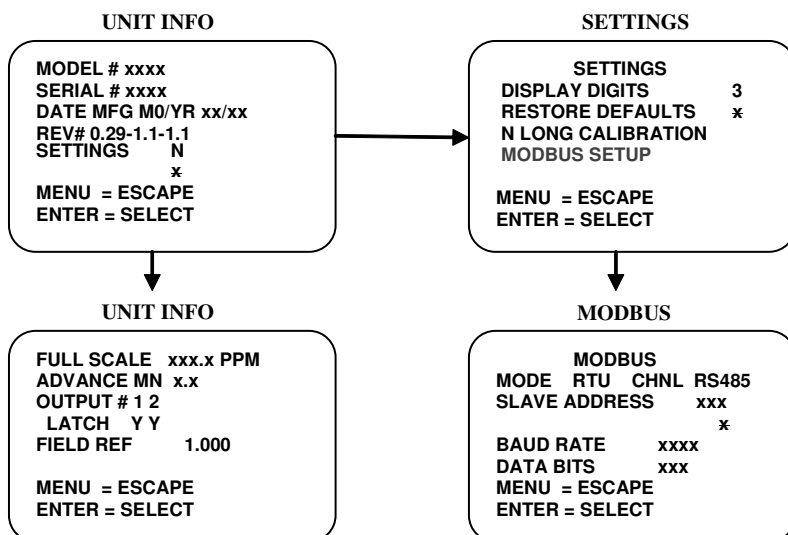 UNIT INFO
MODEL # xxxx
SERIAL # xxxx
DATE MFG M0/YR xx/xx
REV# 0.29-1.1-1.1
SETTINGS N
x
MENU = ESCAPE
ENTER = SELECT
SETTINGS
SETTINGS
DISPLAY DIGITS 3
RESTORE DEFAULTS x
N LONG CALIBRATION
MODBUS SETUP
MENU = ESCAPE
ENTER = SELECT
UNIT INFO
FULL SCALE xxx.x PPM
ADVANCE MN x.x
OUTPUT # 1 2
LATCH Y Y
FIELD REF 1.000
MENU = ESCAPE
ENTER = SELECT
MODBUS
MODBUS
MODE RTU CHNL RS485
SLAVE ADDRESS xxx
x
BAUD RATE xxxx
DATA BITS xxx
MENU = ESCAPE
ENTER = SELECT